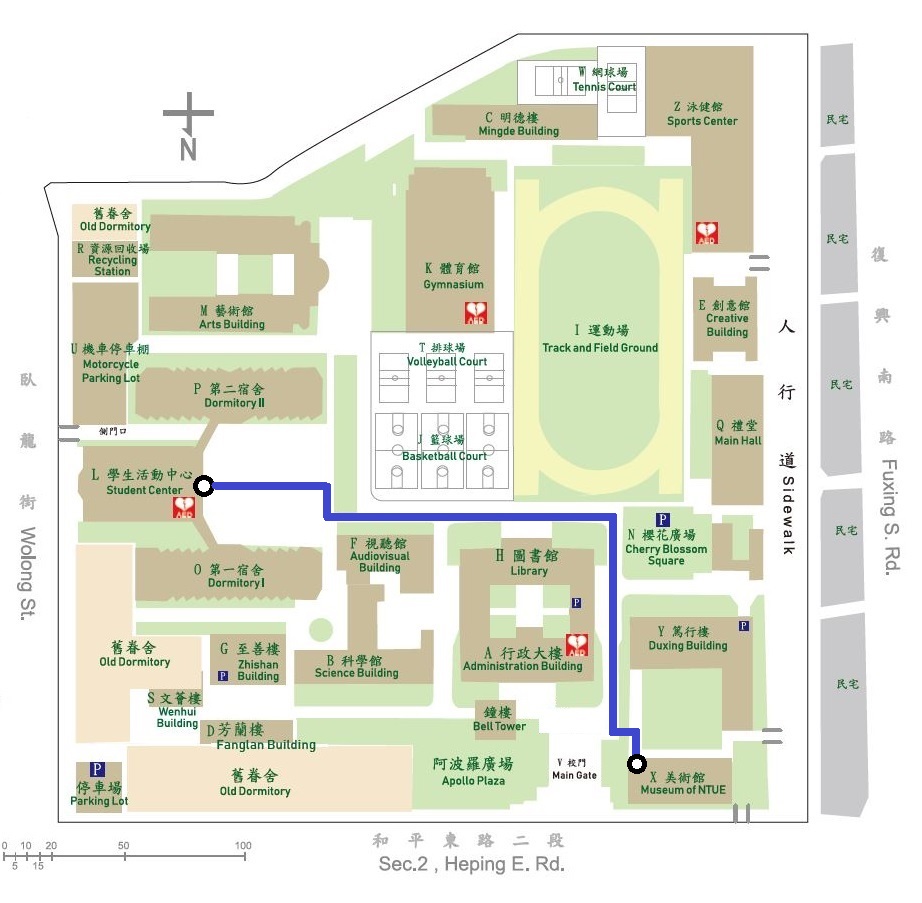 W 網球場
Tennis Court
Z 泳健館
Sports Center
C 明德樓
Mingde Building
民宅
N
舊眷舍
Old Dormitory
R 資源回收場
Recycling
Station
M 藝術館
Arts Building
K 體育館
Gymnasium
AED
AED
民宅
復
興
南
路
Fuxing S. Rd.
E 創意館
Creative
Building
人
行
道
Sidewalk
I 運動場
Track and Field Ground
T 排球場
Volleyball Court
U 機車停車棚
Motorcycle
Parking Lot
P 第二宿舍
Dormitory II
民宅
臥
龍
街
Wolong St.
側門口
J 籃球場
Basketball Court
Q 禮堂
Main Hall
L 學生活動中心
Student Center
AED
P
N 櫻花廣場
Cherry Blossom
Square
民宅
F 視聽館
Audiovisual
Building
H 圖書館
Library
O 第一宿舍
Dormitory I
P
舊眷舍
Old Dormitory
G 至善樓
Zhishan
Building
P
B 科學館
Science Building
A 行政大樓
Administration Building
AED
Y 篤行樓
Duxing Building
P
民宅
S 文薈樓
Wenhui
Building
D 芳蘭樓
Fanglan Building
鐘樓
Bell Tower
P
停車場
Parking Lot
舊眷舍
Old Dormitory
阿波羅廣場
Apollo Plaza
V 校門
Main Gate
X 美術館
Museum of NTUE
和平東路二段
Sec.2 , Heping E. Rd.
0 10 20 50 100
5 15